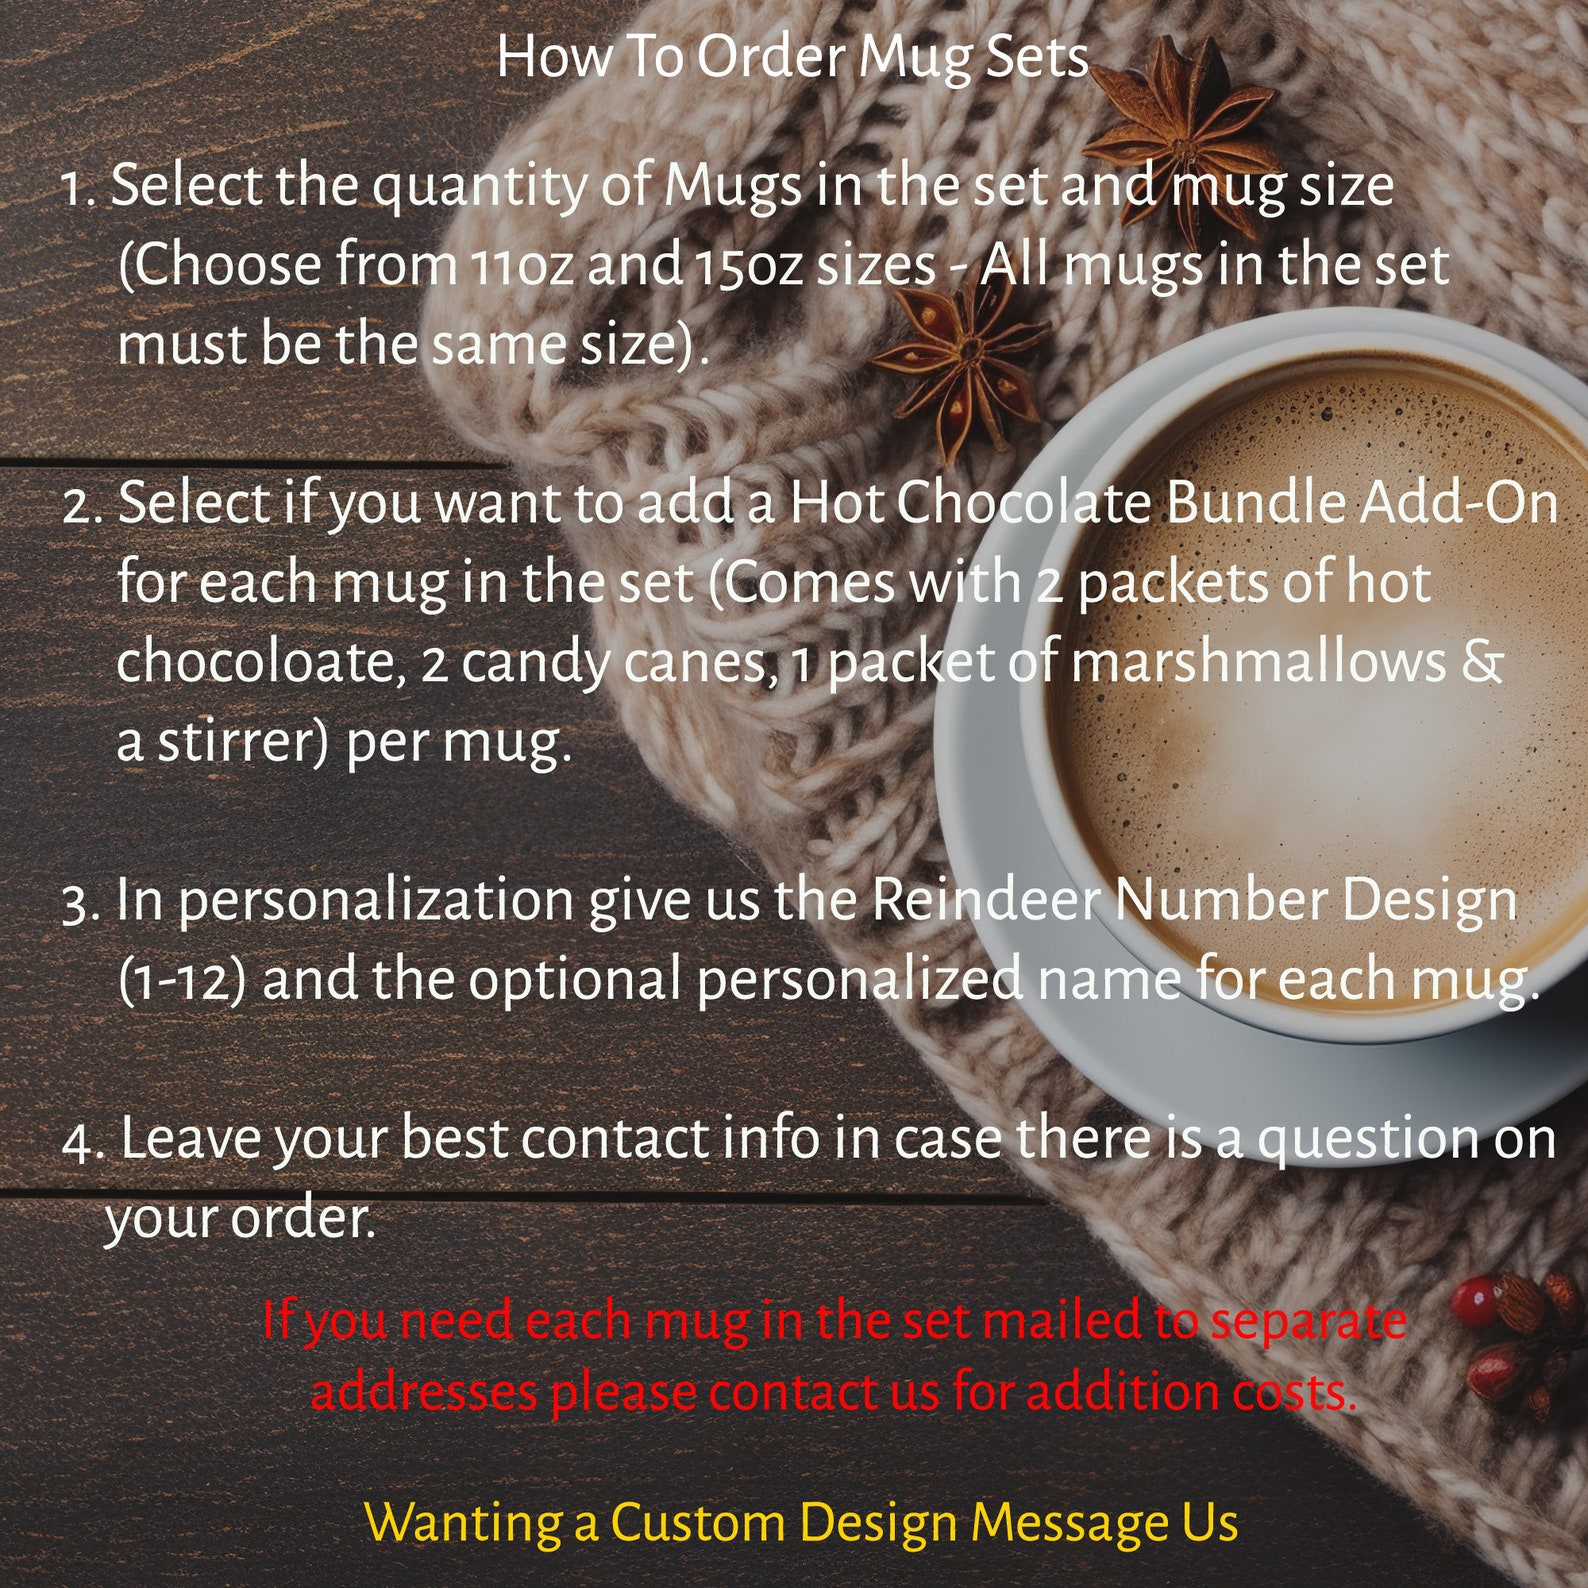 How To Order Mug Sets
1. Select the quantity of Mugs in the set and mug size
(Choose from 11oz and 15oz sizes - All mugs in the set
must be the same size).
2. Select if you want to add a Hot Chocolate Bundle Add-On
for each mug in the set (Comes with 2 packets of hot
chocoloate, 2 candy canes, 1 packet of marshmallows &
a stirrer) per mug.
3. In personalization give us the Reindeer Number Design
(1-12) and the optional personalized name for each mug.
4. Leave your best contact info in case there is a question on
your order.
If you need each mug in the set mailed to separate
addresses please contact us for addition costs.
Wanting a Custom Design Message Us